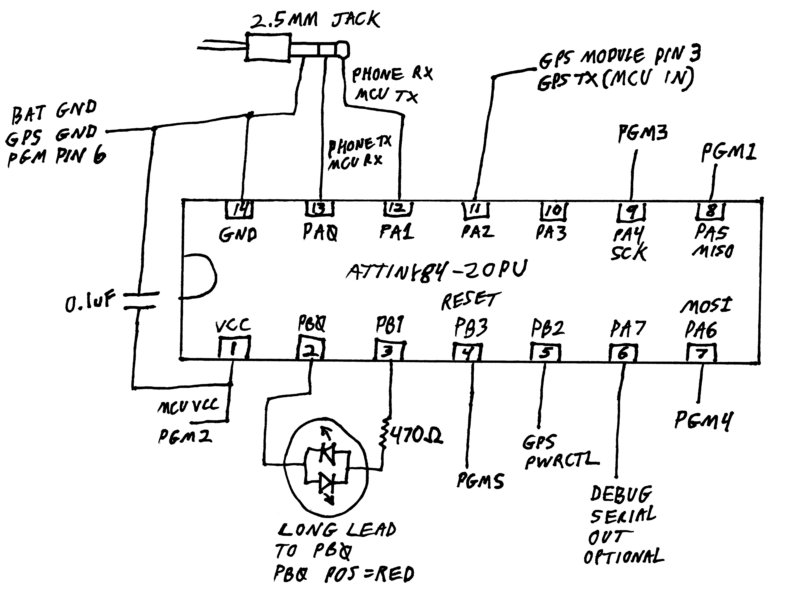 2.5MM JACK
PHONE RX
MCU TX
GPS MODULE PIN 3
GPS TX (MCU IN)
BAT GND
GPS GND
PGM PIN 6
PHONE TX
MCU RX
PGM3
PGM1
14
13
12
11
10
9
8
GND
PA0
PA1
PA2
PA3
PA4
SCK
PA5
MISO
ATTINY84-20PU
RESET
0.1uF
VCC
PB0
PB1
PB3
PB2
PA7
MOSI
PA6
1
2
3
4
5
6
7
MCU VCC
PGM2
470Ω
PGM5
GPS
PWRCTL
PGM4
DEBUG
SERIAL
OUT
OPTIONAL
LONG LEAD
TO PB0
PB0 POS=RED